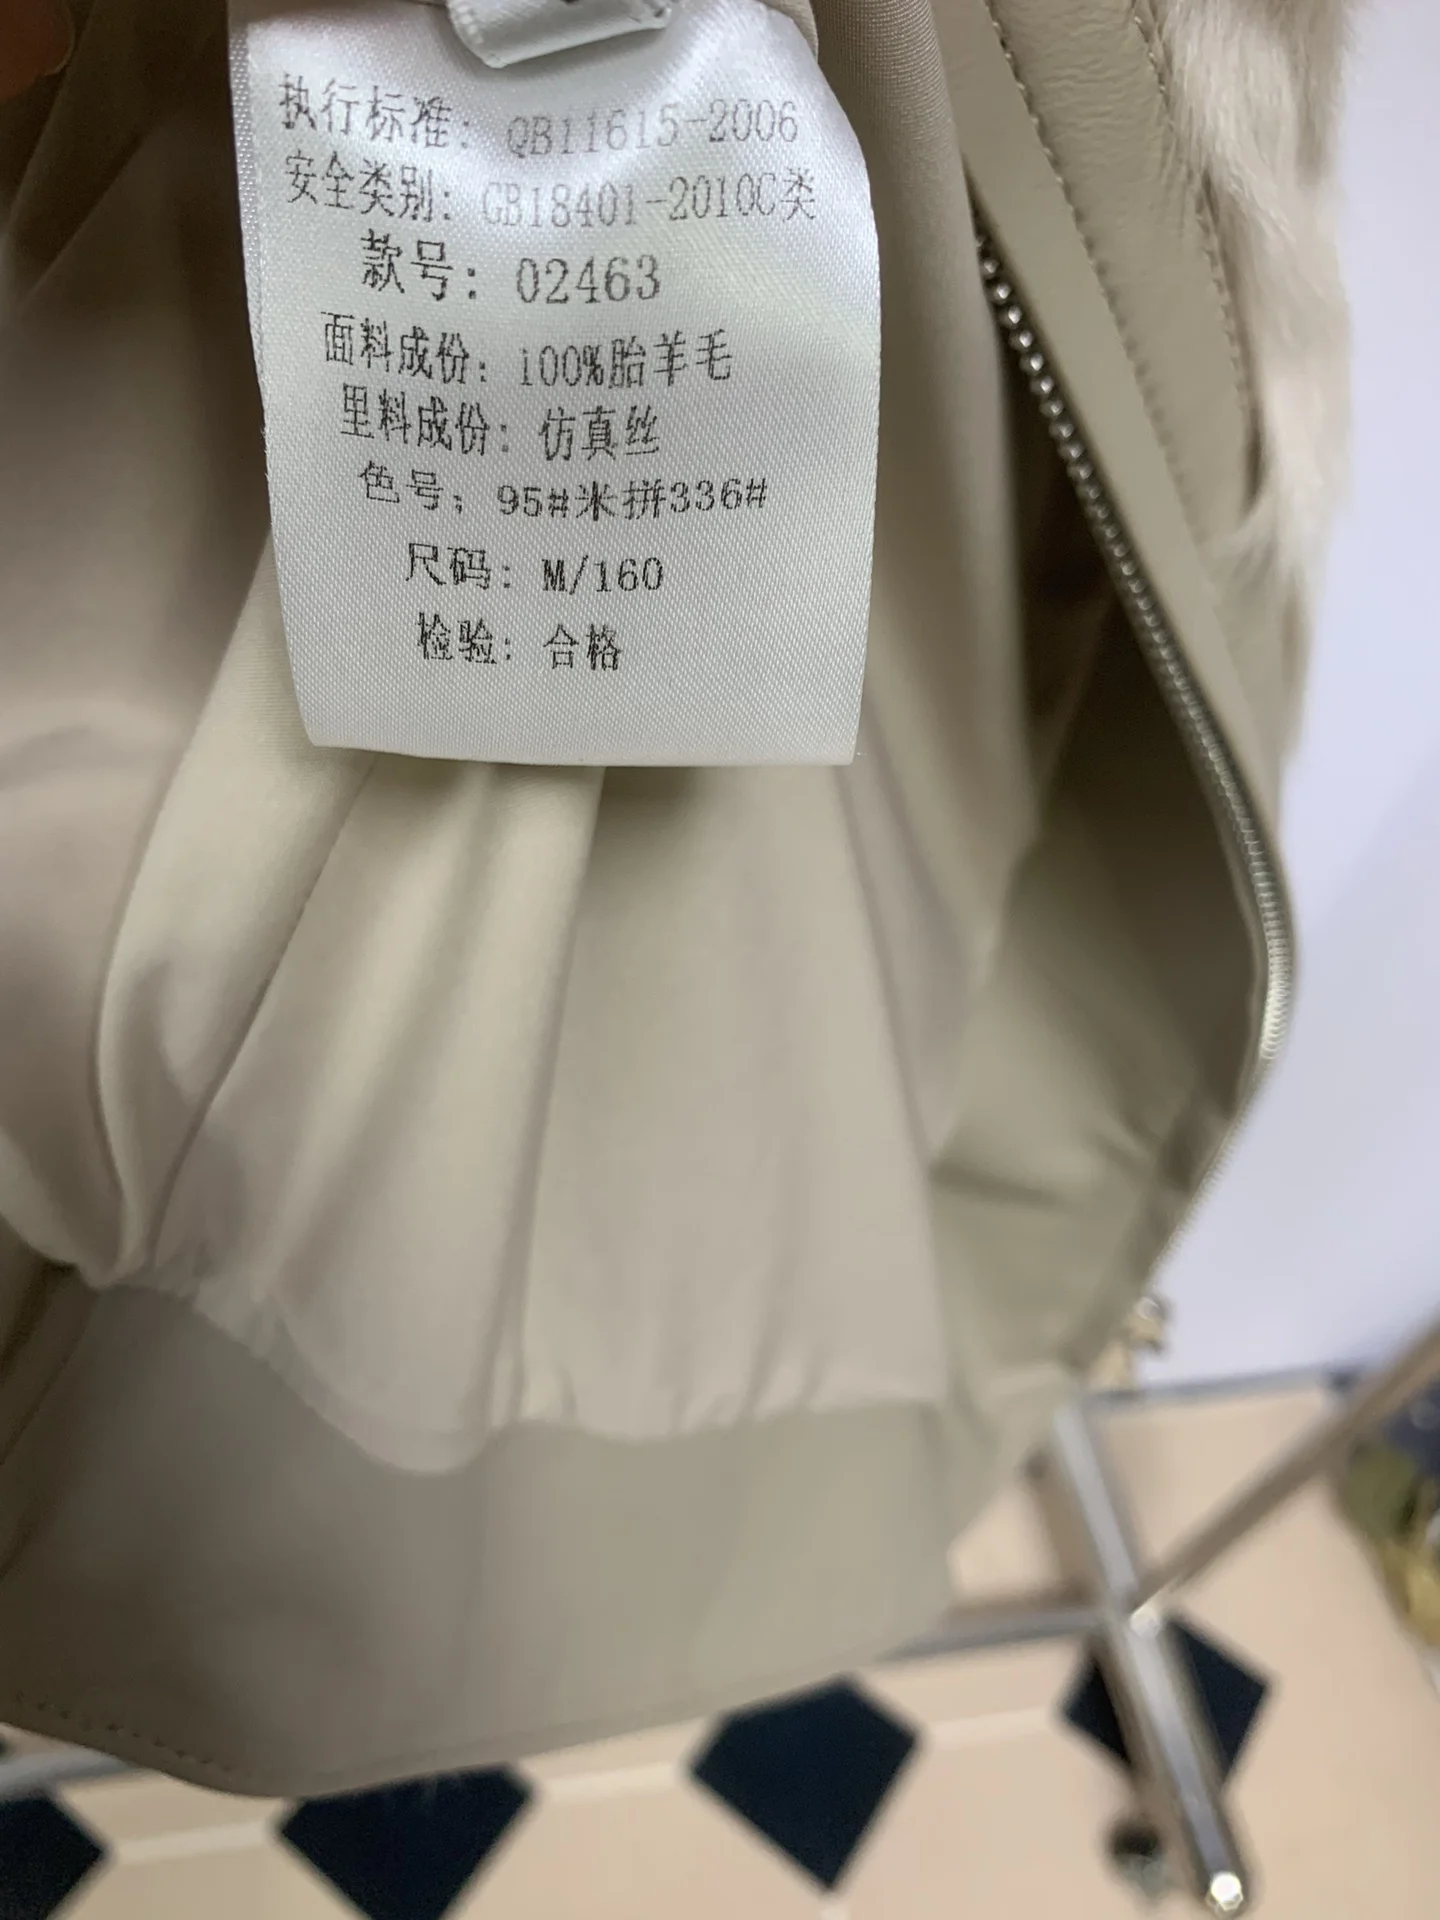 执行标准：QB11615-2006
安全类别：GB18401-2010C类
款号：02463
面料成份：100%胎羊毛
里料成份：仿真丝
色号：95#米拼336#
尺码：M/160
检验：合格